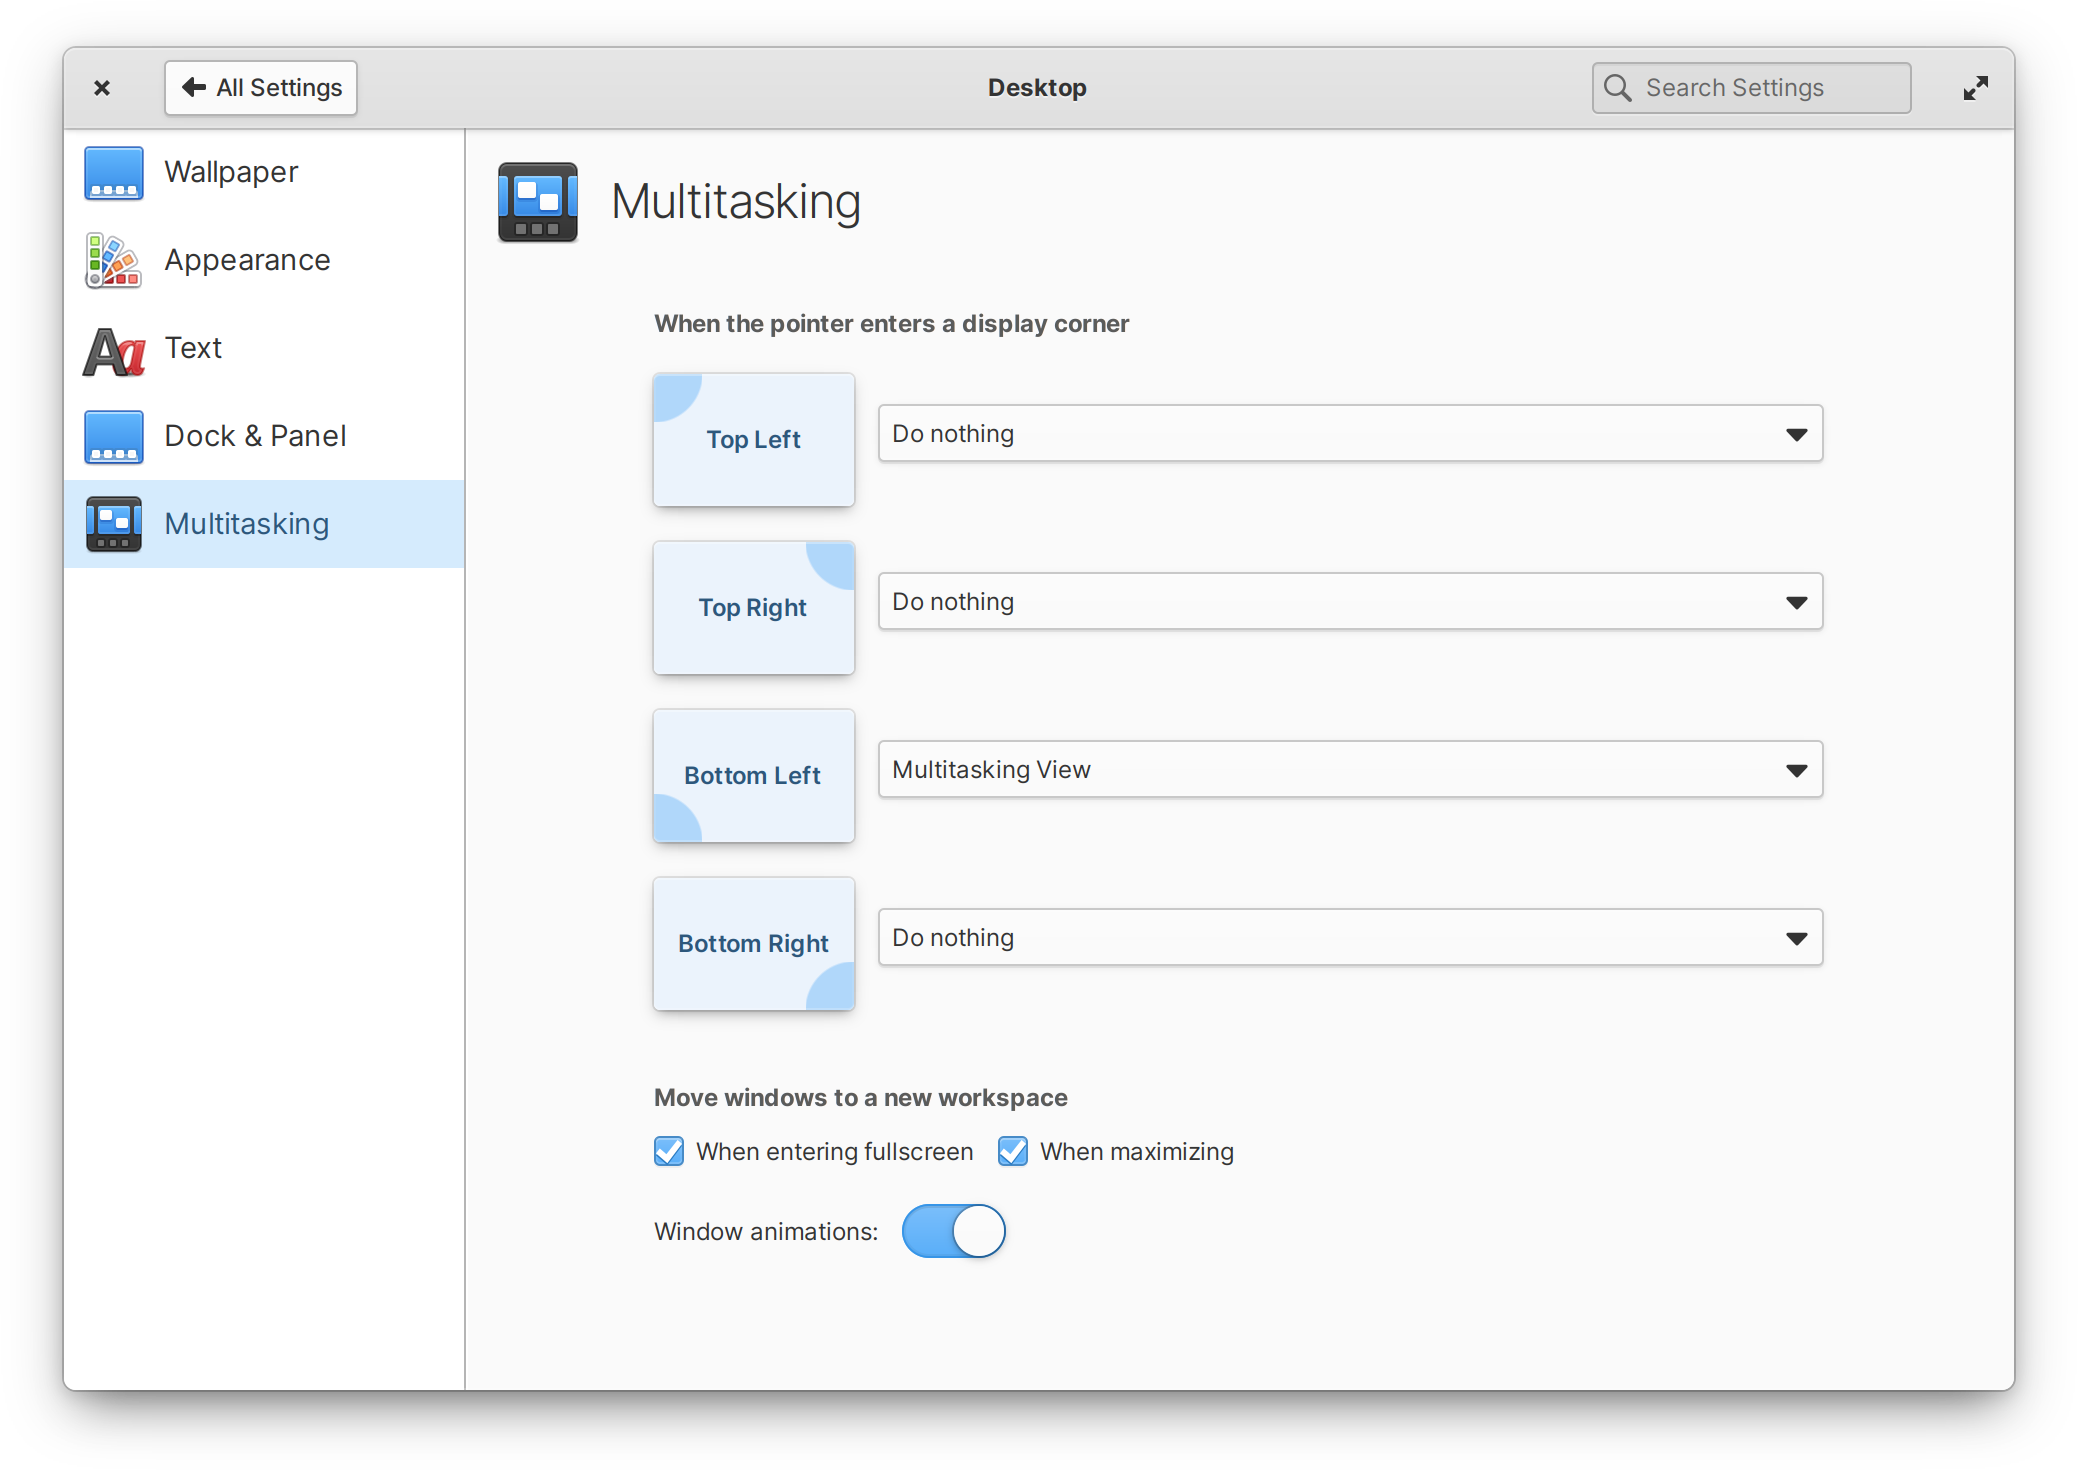 All Settings
Desktop
Search Settings
Wallpaper
Appearance
Text
Dock & Panel
Multitasking
Multitasking
When the pointer enters a display corner
Top Left
Do nothing
Top Right
Do nothing
Bottom Left
Multitasking View
Bottom Right
Do nothing
Move windows to a new workspace
When entering fullscreen
When maximizing
Window animations: